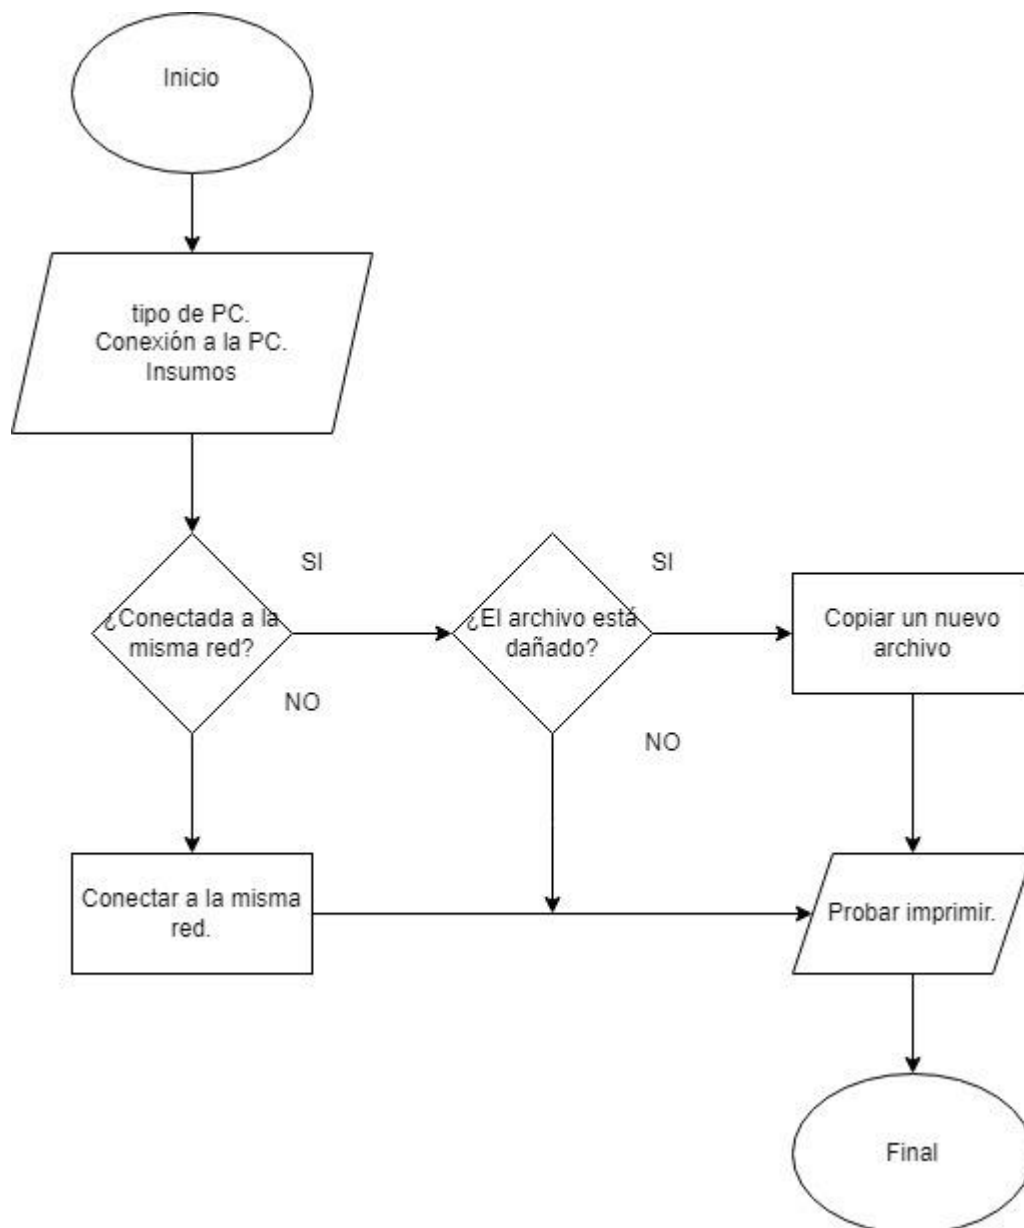 Inicio
tipo de PC.
Conexión a la PC.
Insumos
¿Conectada a la
misma red?
SI
NO
¿El archivo está
dañado?
SI
NO
Copiar un nuevo
archivo
Conectar a la misma
red.
Probar imprimir.
Final